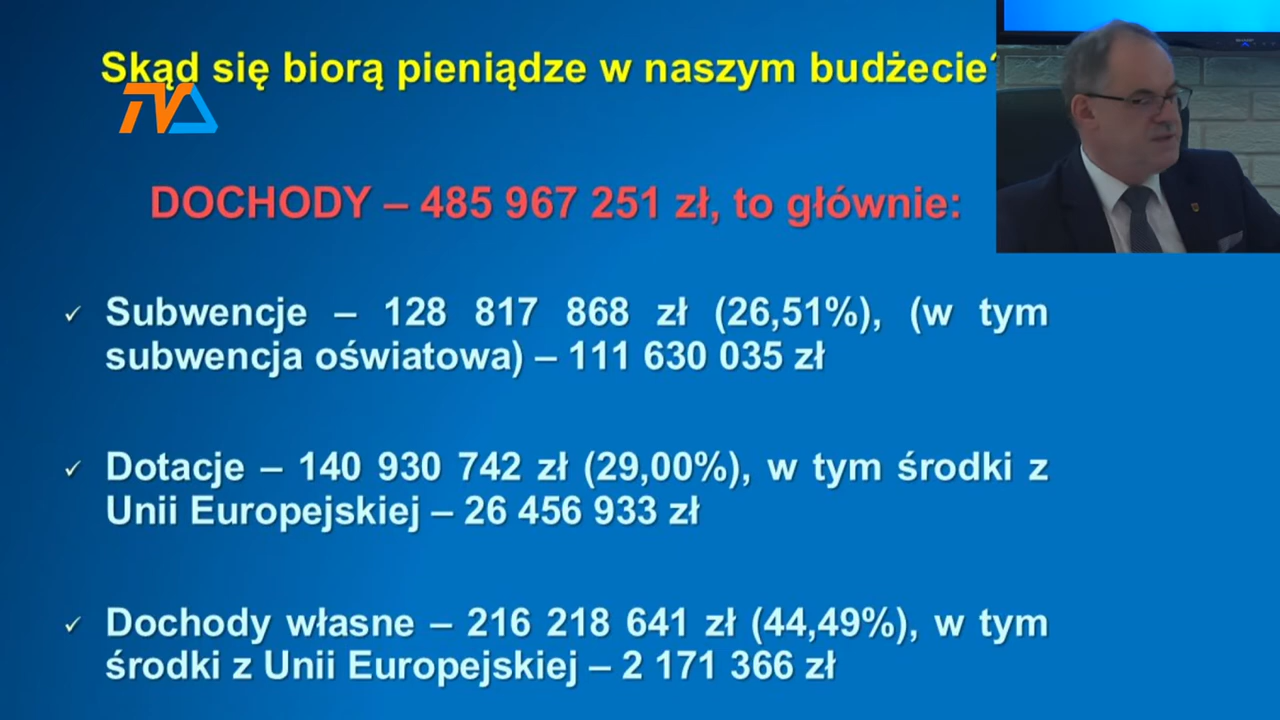 Skąd się biorą pieniądze w naszym budżecie?
TVA
DOCHODY – 485 967 251 zł, to głównie:
✓ Subwencje – 128 817 868 zł (26,51%), (w tym
subwencja oświatowa) – 111 630 035 zł
✓ Dotacje – 140 930 742 zł (29,00%), w tym środki z
Unii Europejskiej – 26 456 933 zł
✓ Dochody własne – 216 218 641 zł (44,49%), w tym
środki z Unii Europejskiej – 2 171 366 zł